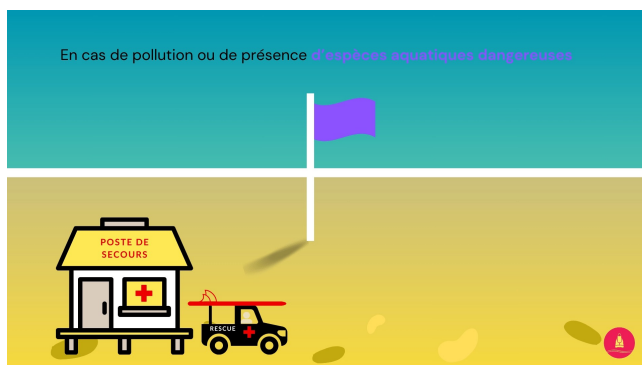 En cas de pollution ou de présence d'espèces aquatiques dangereuses
POSTE DE
SECOURS
RESCUE